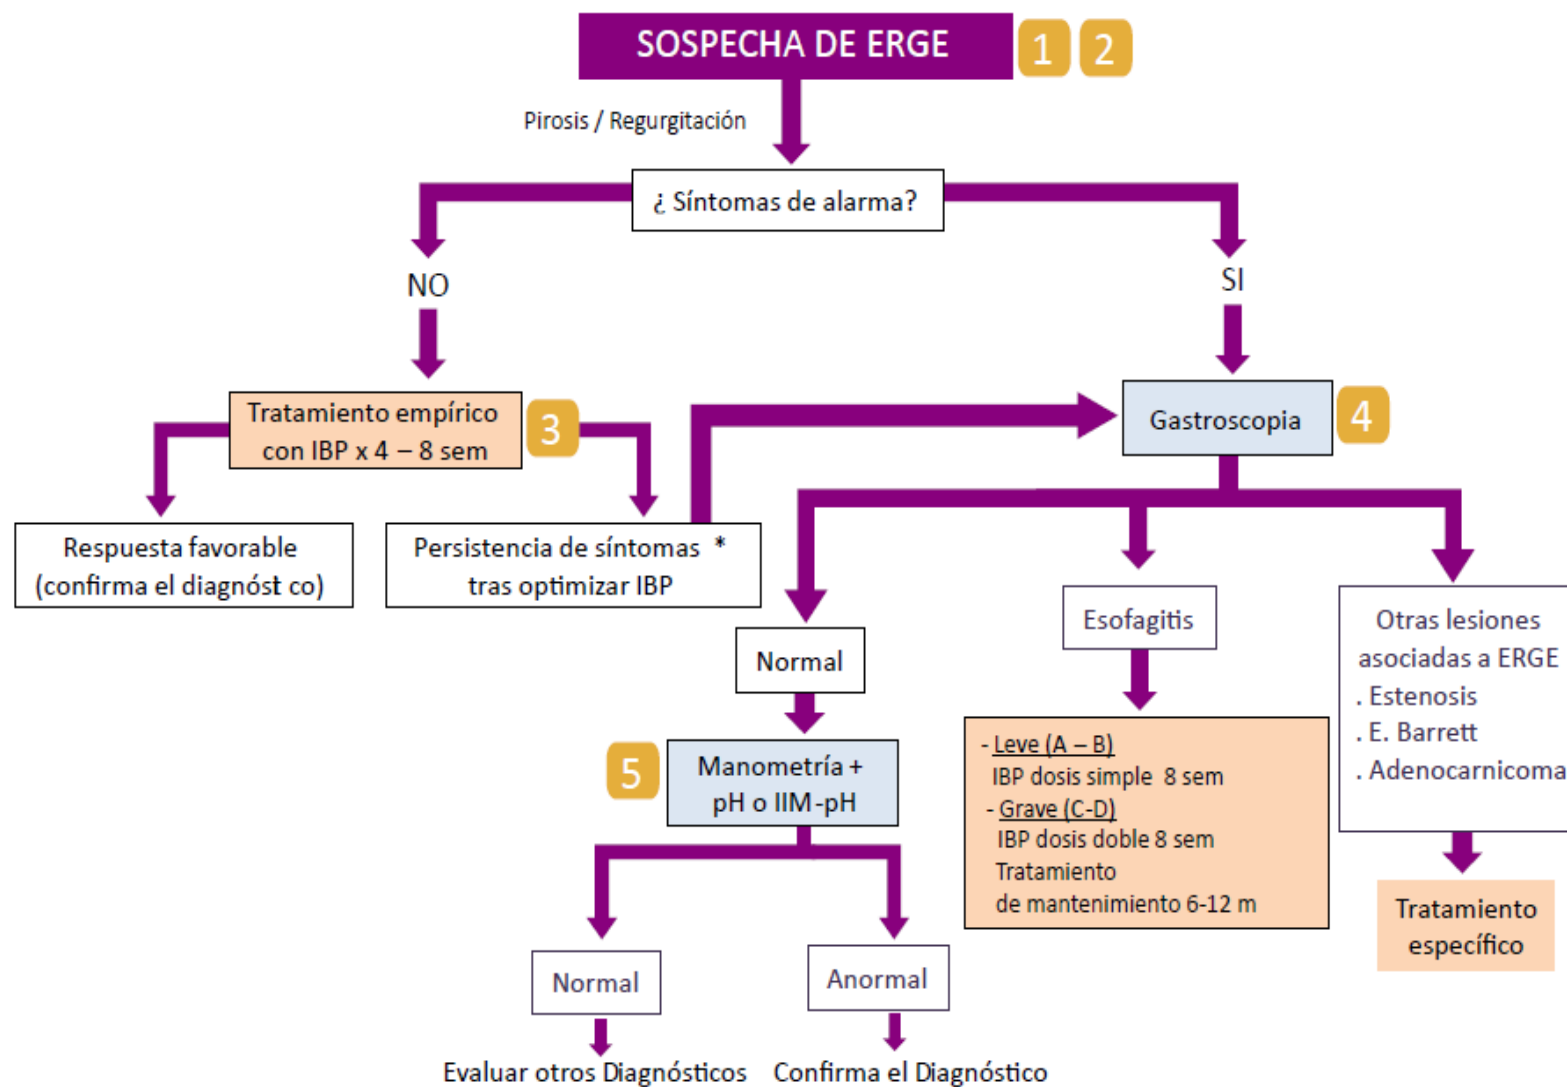 SOSPECHA DE ERGE
1
2
Pirosis / Regurgitación
¿ Síntomas de alarma?
NO
SI
Tratamiento empírico
con IBP x 4 – 8 sem
3
Gastroscopia
4
Respuesta favorable
(confirma el diagnóst co)
Persistencia de síntomas *
tras optimizar IBP
Normal
Esofagitis
Otras lesiones
asociadas a ERGE
. Estenosis
. E. Barrett
. Adenocarnicoma
5
Manometría +
pH o IIM-pH
- Leve (A – B)
IBP dosis simple 8 sem
- Grave (C-D)
IBP dosis doble 8 sem
Tratamiento
de mantenimiento 6-12 m
Tratamiento
específico
Normal
Anormal
Evaluar otros Diagnósticos
Confirma el Diagnóstico